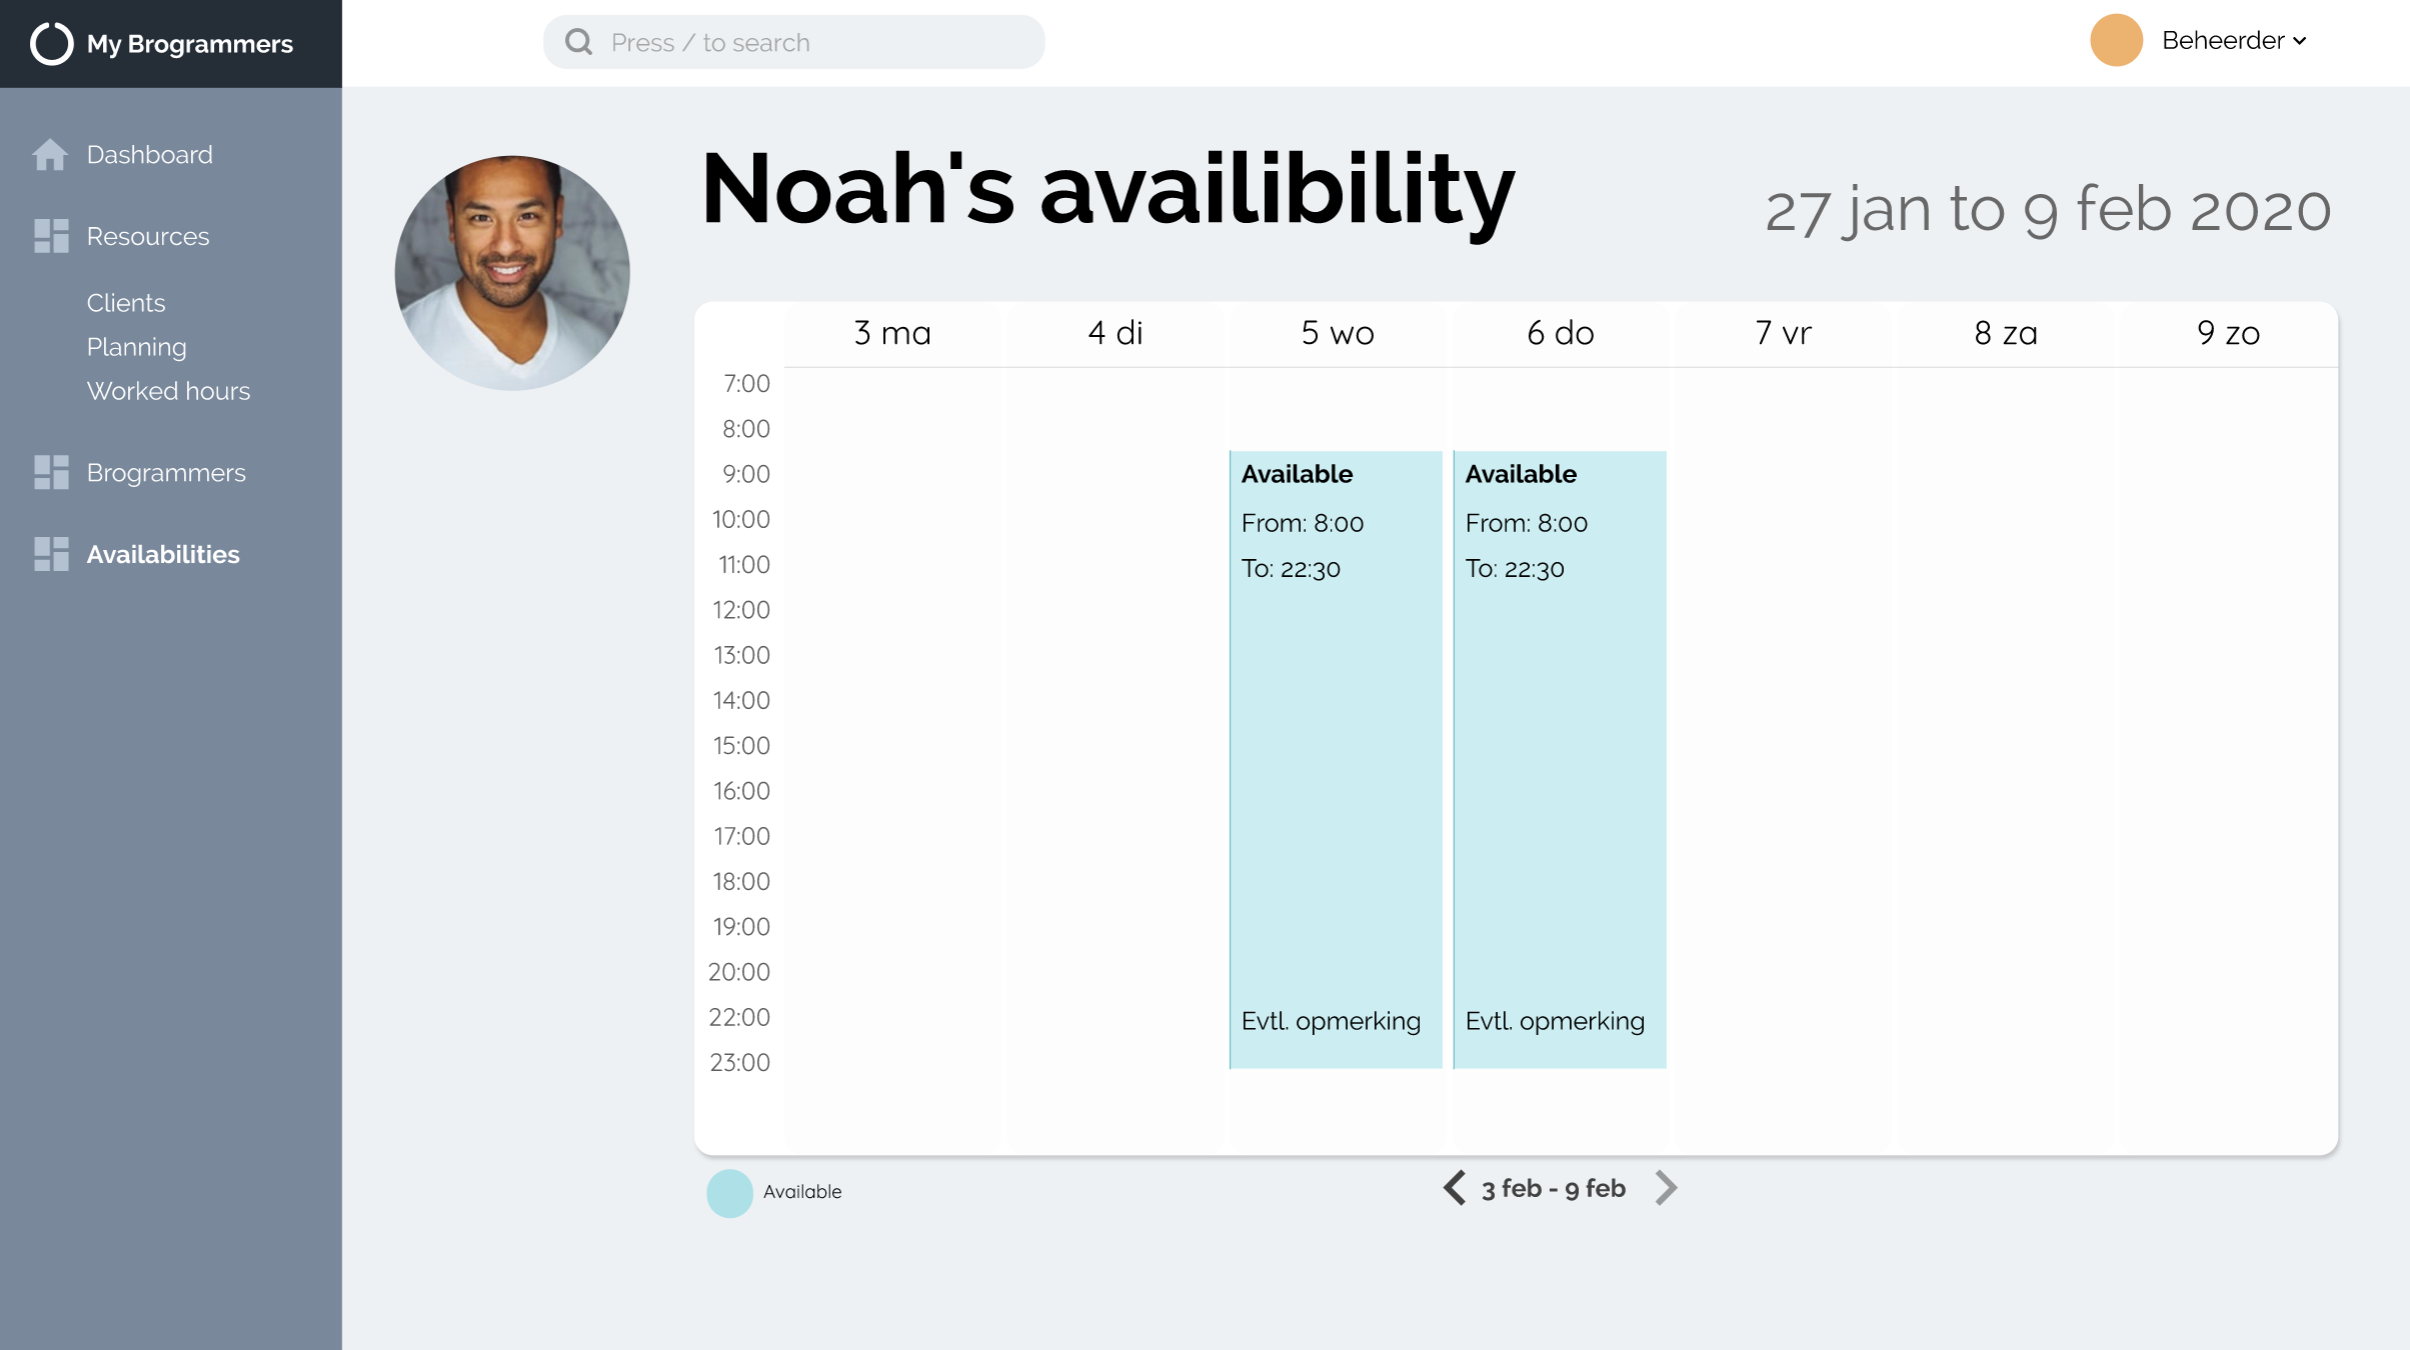 My Brogrammers
Press / to search
Beheerder
Dashboard
Resources
Clients
Planning
Worked hours
Brogrammers
Availabilities
Noah's availibility
27 jan to 9 feb 2020
3 ma
4 di
5 wo
6 do
7 vr
8 za
9 zo
7:00
8:00
9:00
10:00
11:00
12:00
13:00
14:00
15:00
16:00
17:00
18:00
19:00
20:00
22:00
23:00
Available
From: 8:00
To: 22:30
Evtl. opmerking
Available
From: 8:00
To: 22:30
Evtl. opmerking
Available
3 feb - 9 feb